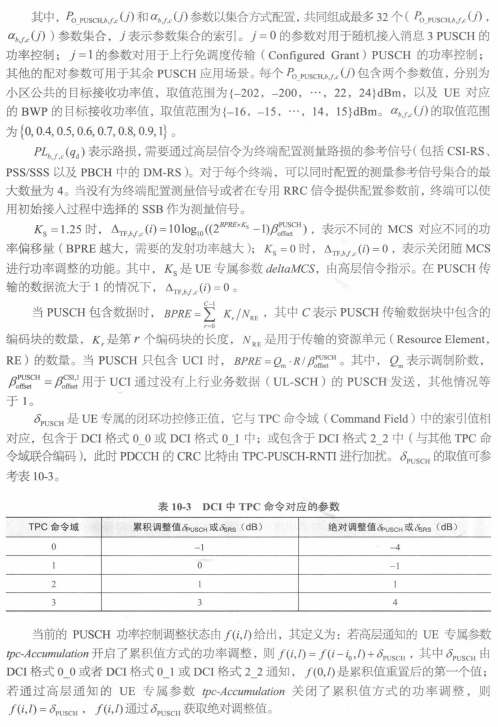 其中，P_{O_PUSCH,b,f,c}(j)和α_{b,f,c}(j)参数以集合方式配置，共同组成最多 32 个（P_{O_PUSCH,b,f,c}(j)，
α_{b,f,c}(j)）参数集合，j 表示参数集合的索引。j = 0 的参数对用于随机接入消息 3 PUSCH 的
功率控制；j = 1 的参数对用于上行免调度传输（Configured Grant）PUSCH 的功率控制；
其他的配对参数可用于其余 PUSCH 应用场景。每个 P_{O_PUSCH,b,f,c}(j) 包含两个参数值，分别为
小区公共的目标接收功率值，取值范围为{–202，–200，…，22，24}dBm，以及 UE 对应
的 BWP 的目标接收功率值，取值范围为{–16，–15，…，14，15}dBm。α_{b,f,c}(j) 的取值范围
为{0, 0.4, 0.5, 0.6, 0.7, 0.8, 0.9, 1}。
PL_{b,f,c}(q_d) 表示路损，需要通过高层信令为终端配置测量路损的参考信号（包括 CSI-RS、
PSS/SSS 以及 PBCH 中的 DM-RS）。对于每个终端，可以同时配置的测量参考信号集合的最
大数量为 4。当没有为终端配置测量信号或者在专用 RRC 信令提供配置参数前，终端可以使
用初始接入过程中选择的 SSB 作为测量信号。
K_S = 1.25 时，Δ_{TF,b,f,c}(i) = 10log_{10}((2^{BPRE×K_S} – 1)β_{offset}^{PUSCH})，表示不同的 MCS 对应不同的功
率偏移量（BPRE 越大，需要的发射功率越大）；K_S = 0 时，Δ_{TF,b,f,c}(i) = 0，表示关闭随 MCS
进行功率调整的功能。其中，K_S 是 UE 专属参数 deltaMCS，由高层信令指示。在 PUSCH 传
输的数据流大于 1 的情况下，Δ_{TF,b,f,c}(i) = 0。
当 PUSCH 包含数据时，BPRE = \sum_{r=0}^{C-1} K_r/N_{RE}，其中 C 表示 PUSCH 传输数据块中包含的
编码块的数量，K_r 是第 r 个编码块的长度，N_{RE} 是用于传输的资源单元（Resource Element，
RE）的数量。当 PUSCH 只包含 UCI 时，BPRE = Q_m · R/β_{offset}^{PUSCH}。其中，Q_m 表示调制阶数，
β_{offset}^{PUSCH} = β_{offset}^{CSI,1} 用于 UCI 通过没有上行业务数据（UL-SCH）的 PUSCH 发送，其他情况等
于 1。
δ_{PUSCH} 是 UE 专属的闭环功控修正值，它与 TPC 命令域（Command Field）中的索引值相
对应，包含于 DCI 格式 0_0 或 DCI 格式 0_1 中；或包含于 DCI 格式 2_2 中（与其他 TPC 命
令域联合编码），此时 PDCCH 的 CRC 比特由 TPC-PUSCH-RNTI 进行加扰。δ_{PUSCH} 的取值可参
考表 10-3。
表 10-3 DCI 中 TPC 命令对应的参数
TPC 命令域 累积调整值 δ_{PUSCH} 或 δ_{SRS}（dB） 绝对调整值 δ_{PUSCH} 或 δ_{SRS}（dB）
0 –1 –4
1 0 –1
2 1 1
3 3 4
当前的 PUSCH 功率控制调整状态由 f(i,l) 给出，其定义为：若高层通知的 UE 专属参数
tpc-Accumulation 开启了累积值方式的功率调整，则 f(i,l) = f(i – i_0,l) + δ_{PUSCH}，其中 δ_{PUSCH} 由
DCI 格式 0_0 或者 DCI 格式 0_1 或 DCI 格式 2_2 通知，f(0,l) 是累积值重置后的第一个值；
若通过高层通知的 UE 专属参数 tpc-Accumulation 关闭了累积值方式的功率调整，则
f(i,l) = δ_{PUSCH}，f(i,l) 通过 δ_{PUSCH} 获取绝对调整值。